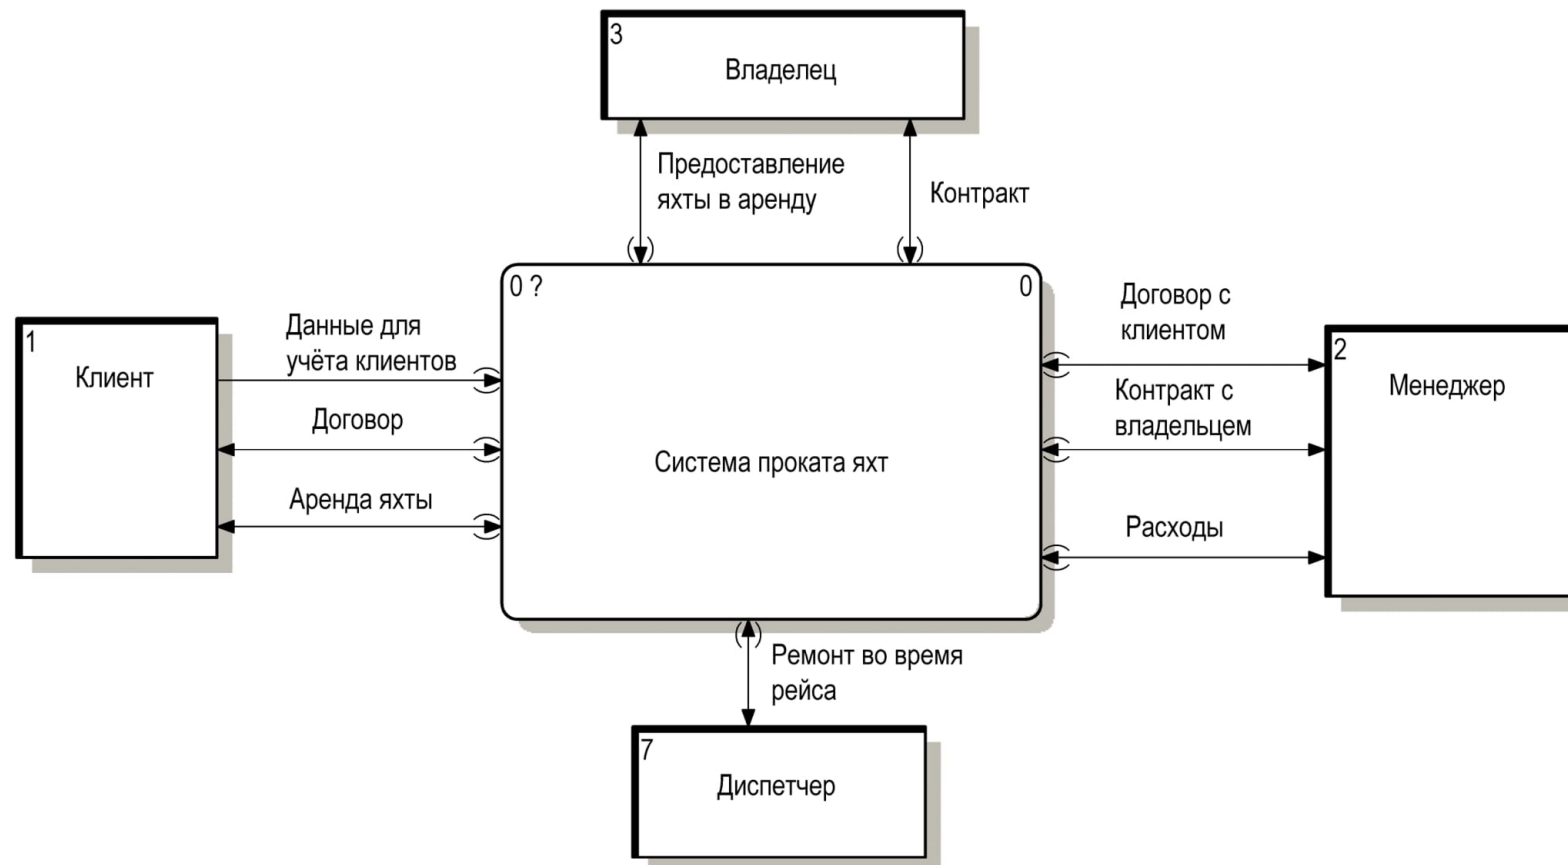 3
Владелец
Предоставление
яхты в аренду
Контракт
0 ?
0
1
Клиент
Данные для
учёта клиентов
Договор
Аренда яхты
Система проката яхт
Договор с
клиентом
Контракт с
владельцем
Расходы
2
Менеджер
Ремонт во время
рейса
7
Диспетчер